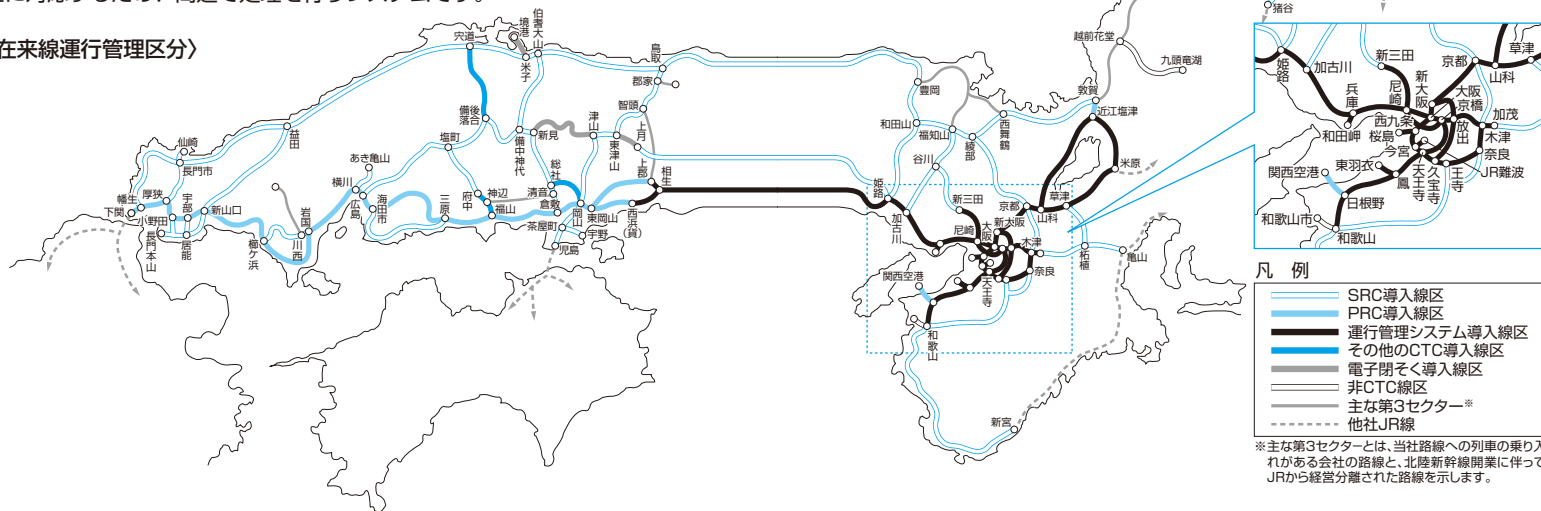 在来線運行管理区分〉
宍道
境港
伯耆大山
米子
鳥取
郡家
智頭
豊岡
和田山
福知山
綾部
西舞鶴
谷川
敦賀
近江塩津
米原
越前花堂
九頭竜湖
猪谷
備後落合
備中神代
新見
津山
東津山
上月
上郡
相生
姫路
総社
清音
倉敷
岡山
東岡山
西浜(貨)
茶屋町
宇野
児島
塩町
府中
神辺
福山
三原
海田市
広島
横川
あき亀山
岩国
川西
櫛ケ浜
新山口
益田
仙崎
長門市
厚狭
幡生
下関
小野田
長門本山
宇部
居能
加古川
新三田
尼崎
大阪
新大阪
京都
山科
草津
木津
奈良
天王寺
柘植
亀山
関西空港
和歌山
新宮
姫路
加古川
兵庫
和田岬
新三田
尼崎
新大阪
大阪
京橋
京都
山科
草津
加茂
木津
奈良
放出
西九条
桜島
今宮
天王寺
久宝寺
王寺
JR難波
東羽衣
鳳
関西空港
日根野
和歌山市
和歌山
凡 例
SRC導入線区
PRC導入線区
運行管理システム導入線区
その他のCTC導入線区
電子閉そく導入線区
非CTC線区
主な第3セクター※
他社JR線
※主な第3セクターとは、当社路線への列車の乗り入
れがある会社の路線と、北陸新幹線開業に伴って
JRから経営分離された路線を示します。